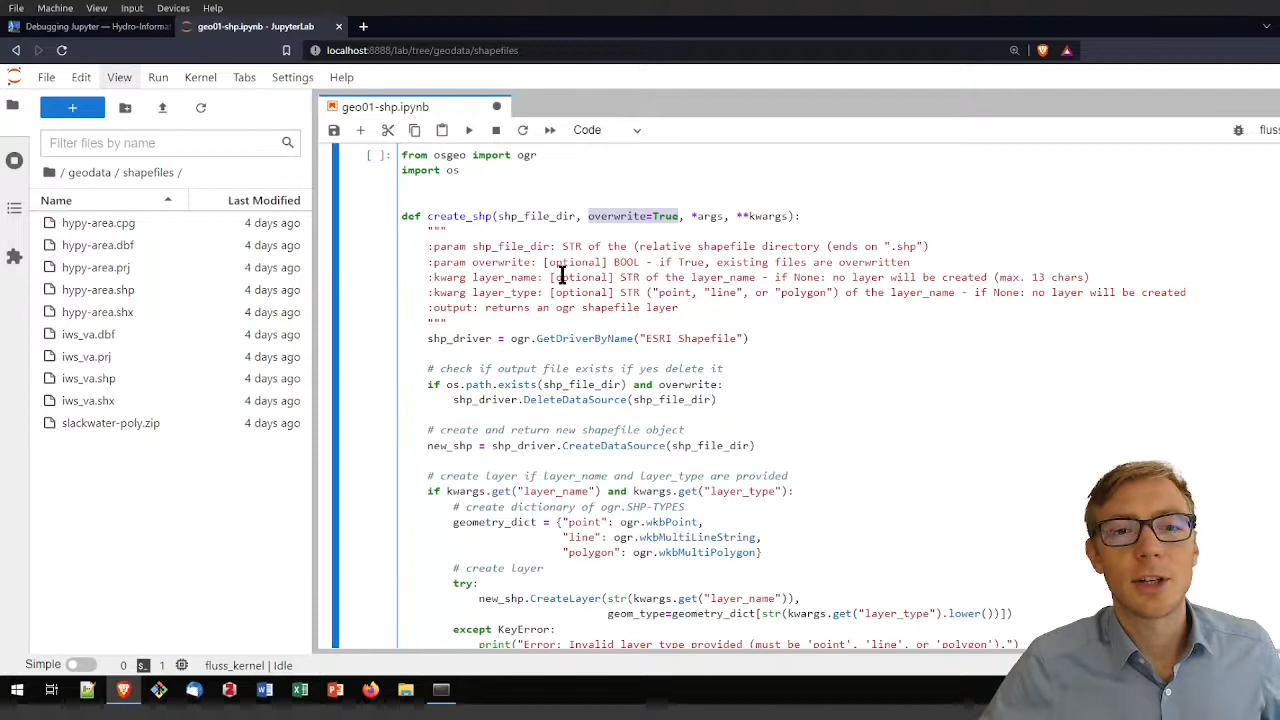 File Machine View Input Devices Help
Debugging Jupyter — Hydro-Informat
geo01-shp.ipynb - JupyterLab
localhost:8888/lab/tree/geodata/shapefiles
File Edit View Run Kernel Tabs Settings Help
geo01-shp.ipynb
Code
fluss
Filter files by name
/ geodata / shapefiles /
Name Last Modified
hypy-area.cpg 4 days ago
hypy-area.dbf 4 days ago
hypy-area.prj 4 days ago
hypy-area.shp 4 days ago
hypy-area.shx 4 days ago
iws_va.dbf 4 days ago
iws_va.prj 4 days ago
iws_va.shp 4 days ago
iws_va.shx 4 days ago
slackwater-poly.zip 4 days ago
[ ]: from osgeo import ogr
import os
def create_shp(shp_file_dir, overwrite=True, *args, **kwargs):
"""
:param shp_file_dir: STR of the (relative shapefile directory (ends on ".shp")
:param overwrite: [optional] BOOL - if True, existing files are overwritten
:kwarg layer_name: [optional] STR of the layer_name - if None: no layer will be created (max. 13 chars)
:kwarg layer_type: [optional] STR ("point, "line", or "polygon") of the layer_name - if None: no layer will be created
:output: returns an ogr shapefile layer
"""
shp_driver = ogr.GetDriverByName("ESRI Shapefile")
# check if output file exists if yes delete it
if os.path.exists(shp_file_dir) and overwrite:
shp_driver.DeleteDataSource(shp_file_dir)
# create and return new shapefile object
new_shp = shp_driver.CreateDataSource(shp_file_dir)
# create layer if layer_name and layer_type are provided
if kwargs.get("layer_name") and kwargs.get("layer_type"):
# create dictionary of ogr.SHP-TYPES
geometry_dict = {"point": ogr.wkbPoint,
"line": ogr.wkbMultiLineString,
"polygon": ogr.wkbMultiPolygon}
# create layer
try:
new_shp.CreateLayer(str(kwargs.get("layer_name")),
geom_type=geometry_dict[str(kwargs.get("layer_type").lower())])
except KeyError:
print("Error: Invalid layer type provided (must be 'point', 'line', or 'polygon').")
Simple 0 1 fluss_kernel | Idle